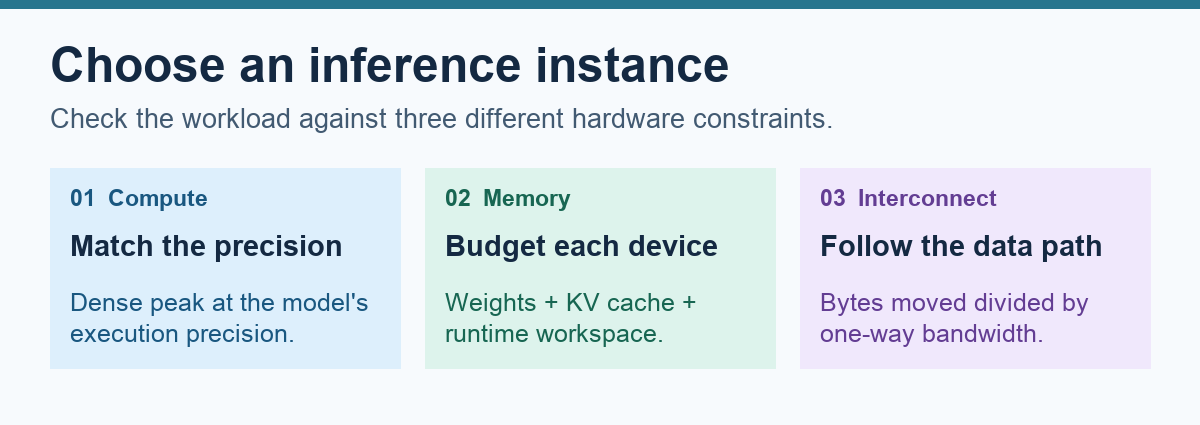 Choose an inference instance
Check the workload against three different hardware constraints.
01 Compute
Match the precision
Dense peak at the model's
execution precision.
02 Memory
Budget each device
Weights + KV cache +
runtime workspace.
03 Interconnect
Follow the data path
Bytes moved divided by
one-way bandwidth.